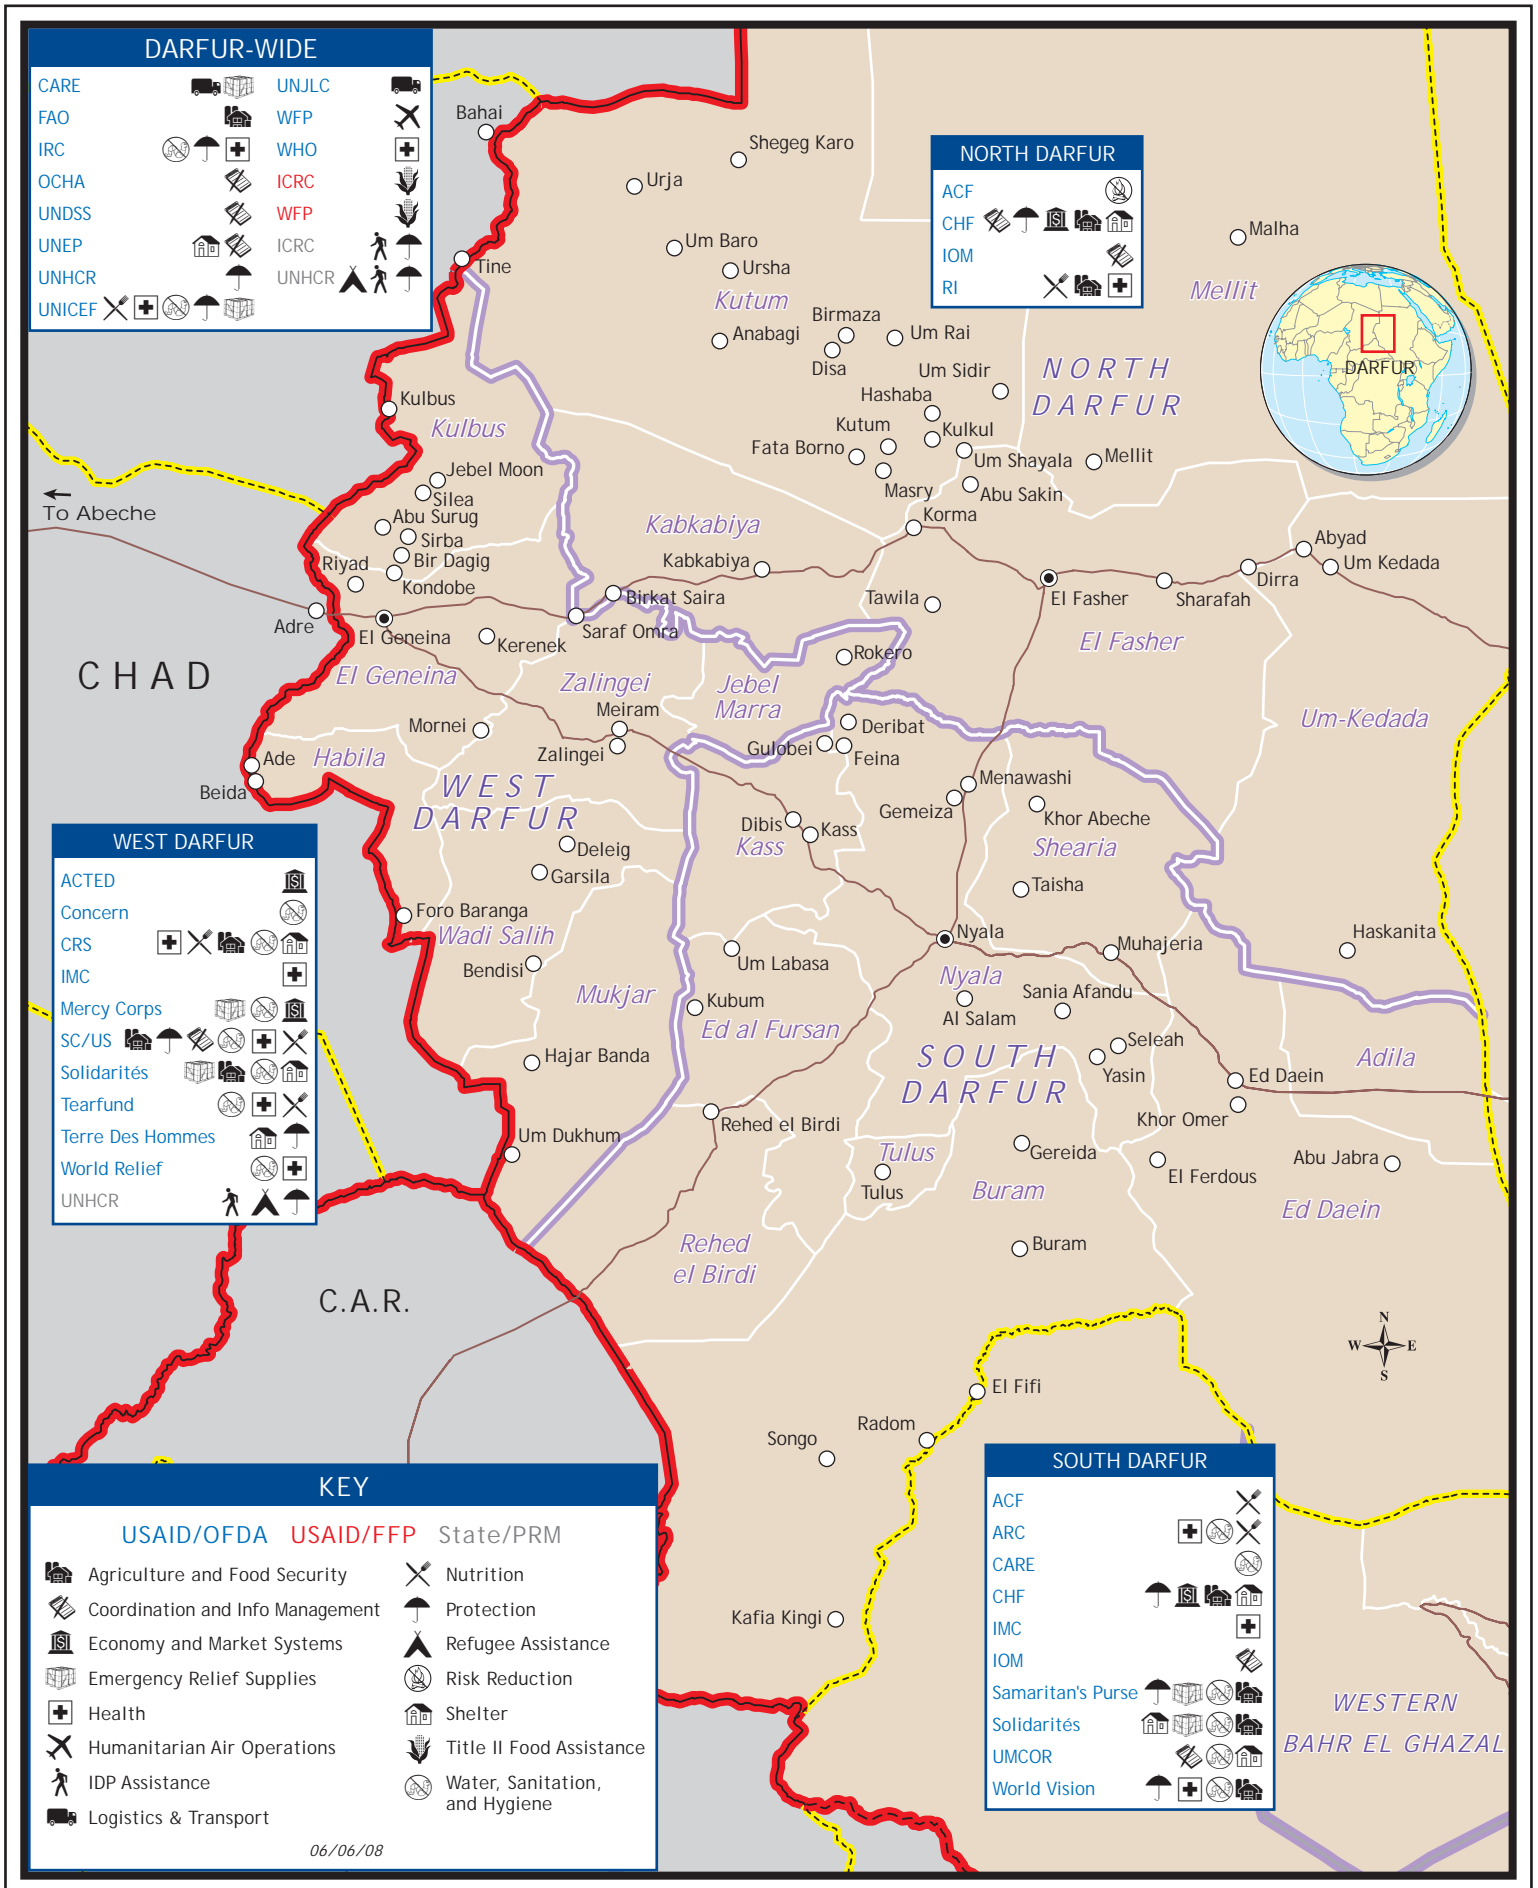 DARFUR-WIDE
CARE
FAO
IRC
OCHA
UNDSS
UNEP
UNHCR
UNICEF
UNJLC
WFP
WHO
ICRC
WFP
ICRC
UNHCR
Bahai
Shegeg Karo
Urja
Um Baro
Ursha
Tine
Kutum
Anabagi
Birmaza
Disa
Um Rai
NORTH DARFUR
ACF
CHF
IOM
RI
Malha
Mellit
DARFUR
NORTH
DARFUR
Um Sidir
Hashaba
Kutum
Kulkul
Fata Borno
Um Shayala
Mellit
Masry
Abu Sakin
Korma
Kulbus
Kulbus
Jebel Moon
Silea
Abu Surug
Sirba
Bir Dagig
Riyad
Kondobe
To Abeche
Kabkabiya
Kabkabiya
Birkat Saira
Tawila
El Fasher
Sharafah
Dirra
Abyad
Um Kedada
Adre
El Geneina
Kerenek
Saraf Omra
CHAD
El Geneina
Zalingei
Jebel
Marra
Rokero
El Fasher
Meiram
Mornei
Zalingei
Deribat
Gulobei
Feina
Um-Kedada
Ade
Habila
Beida
WEST
DARFUR
Menawashi
Gemeiza
Khor Abeche
Dibis
Kass
Kass
Shearia
Deleig
Garsila
Taisha
Foro Baranga
Wadi Salih
Nyala
Muhajeria
Haskanita
Bendisi
Um Labasa
Nyala
Mukjar
Kubum
Ed al Fursan
Al Salam
Sania Afandu
Hajar Banda
SOUTH
DARFUR
Seleah
Yasin
Adila
Ed Daein
Khor Omer
Rehed el Birdi
Um Dukhum
Tulus
Tulus
Gereida
El Ferdous
Abu Jabra
Buram
Ed Daein
Rehed
el Birdi
Buram
WEST DARFUR
ACTED
Concern
CRS
IMC
Mercy Corps
SC/US
Solidarités
Tearfund
Terre Des Hommes
World Relief
UNHCR
C.A.R.
N
W
E
S
El Fifi
Radom
Songo
Kafia Kingi
KEY
USAID/OFDA USAID/FFP State/PRM
Agriculture and Food Security
Coordination and Info Management
Economy and Market Systems
Emergency Relief Supplies
Health
Humanitarian Air Operations
IDP Assistance
Logistics & Transport
Nutrition
Protection
Refugee Assistance
Risk Reduction
Shelter
Title II Food Assistance
Water, Sanitation,
and Hygiene
06/06/08
SOUTH DARFUR
ACF
ARC
CARE
CHF
IMC
IOM
Samaritan's Purse
Solidarités
UMCOR
World Vision
WESTERN
BAHR EL GHAZAL